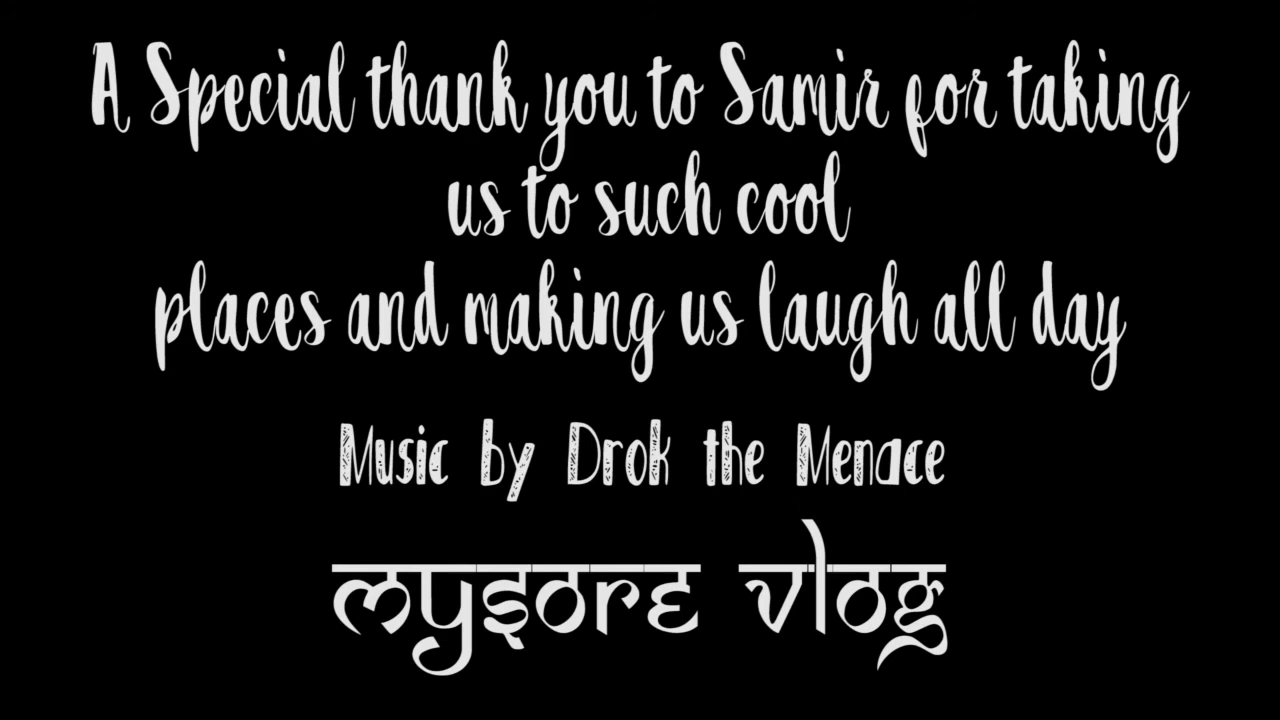 A Special thank you to Samir for taking
us to such cool
places and making us laugh all day
Music by Drok the Menace
mysore vlog